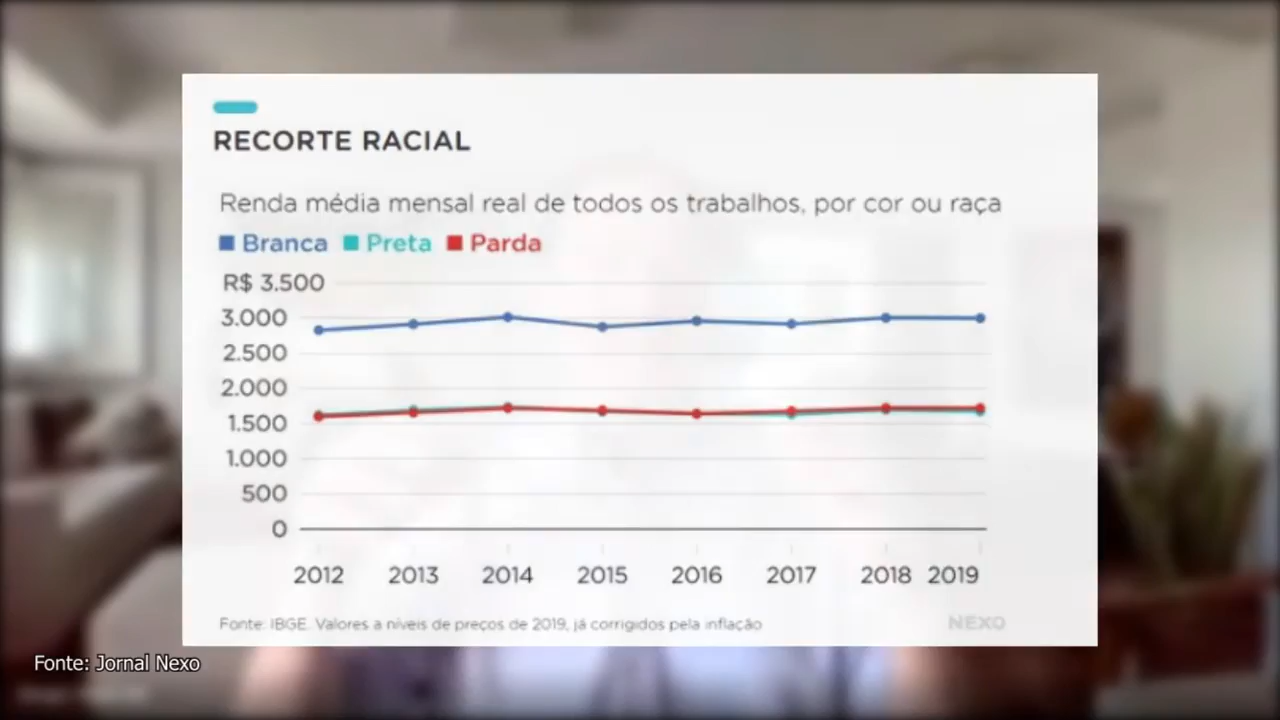 RECORTE RACIAL
Renda média mensal real de todos os trabalhos, por cor ou raça
Branca Preta Parda
R$ 3.500
3.000
2.500
2.000
1.500
1.000
500
0
2012 2013 2014 2015 2016 2017 2018 2019
Fonte: IBGE. Valores a níveis de preços de 2019, já corrigidos pela inflação
NEXO
Fonte: Jornal Nexo